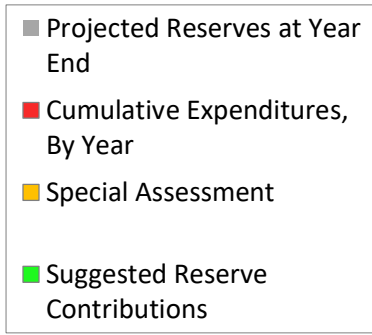 Projected Reserves at Year
End
Cumulative Expenditures,
By Year
Special Assessment
Suggested Reserve
Contributions